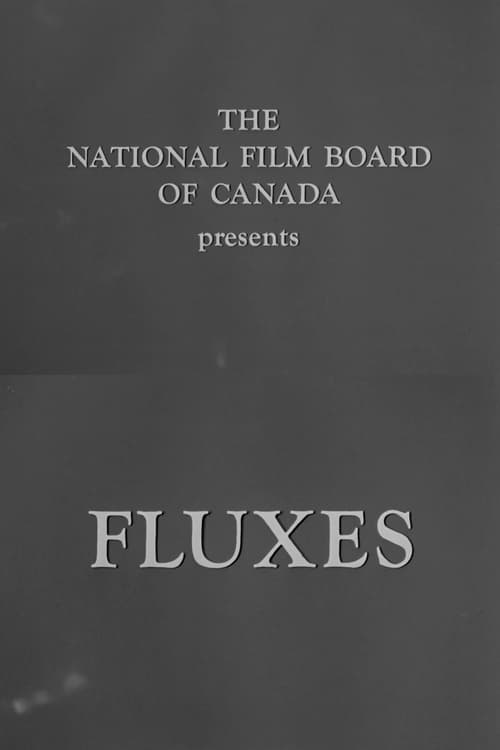 THE
NATIONAL FILM BOARD
OF CANADA
presents
FLUXES